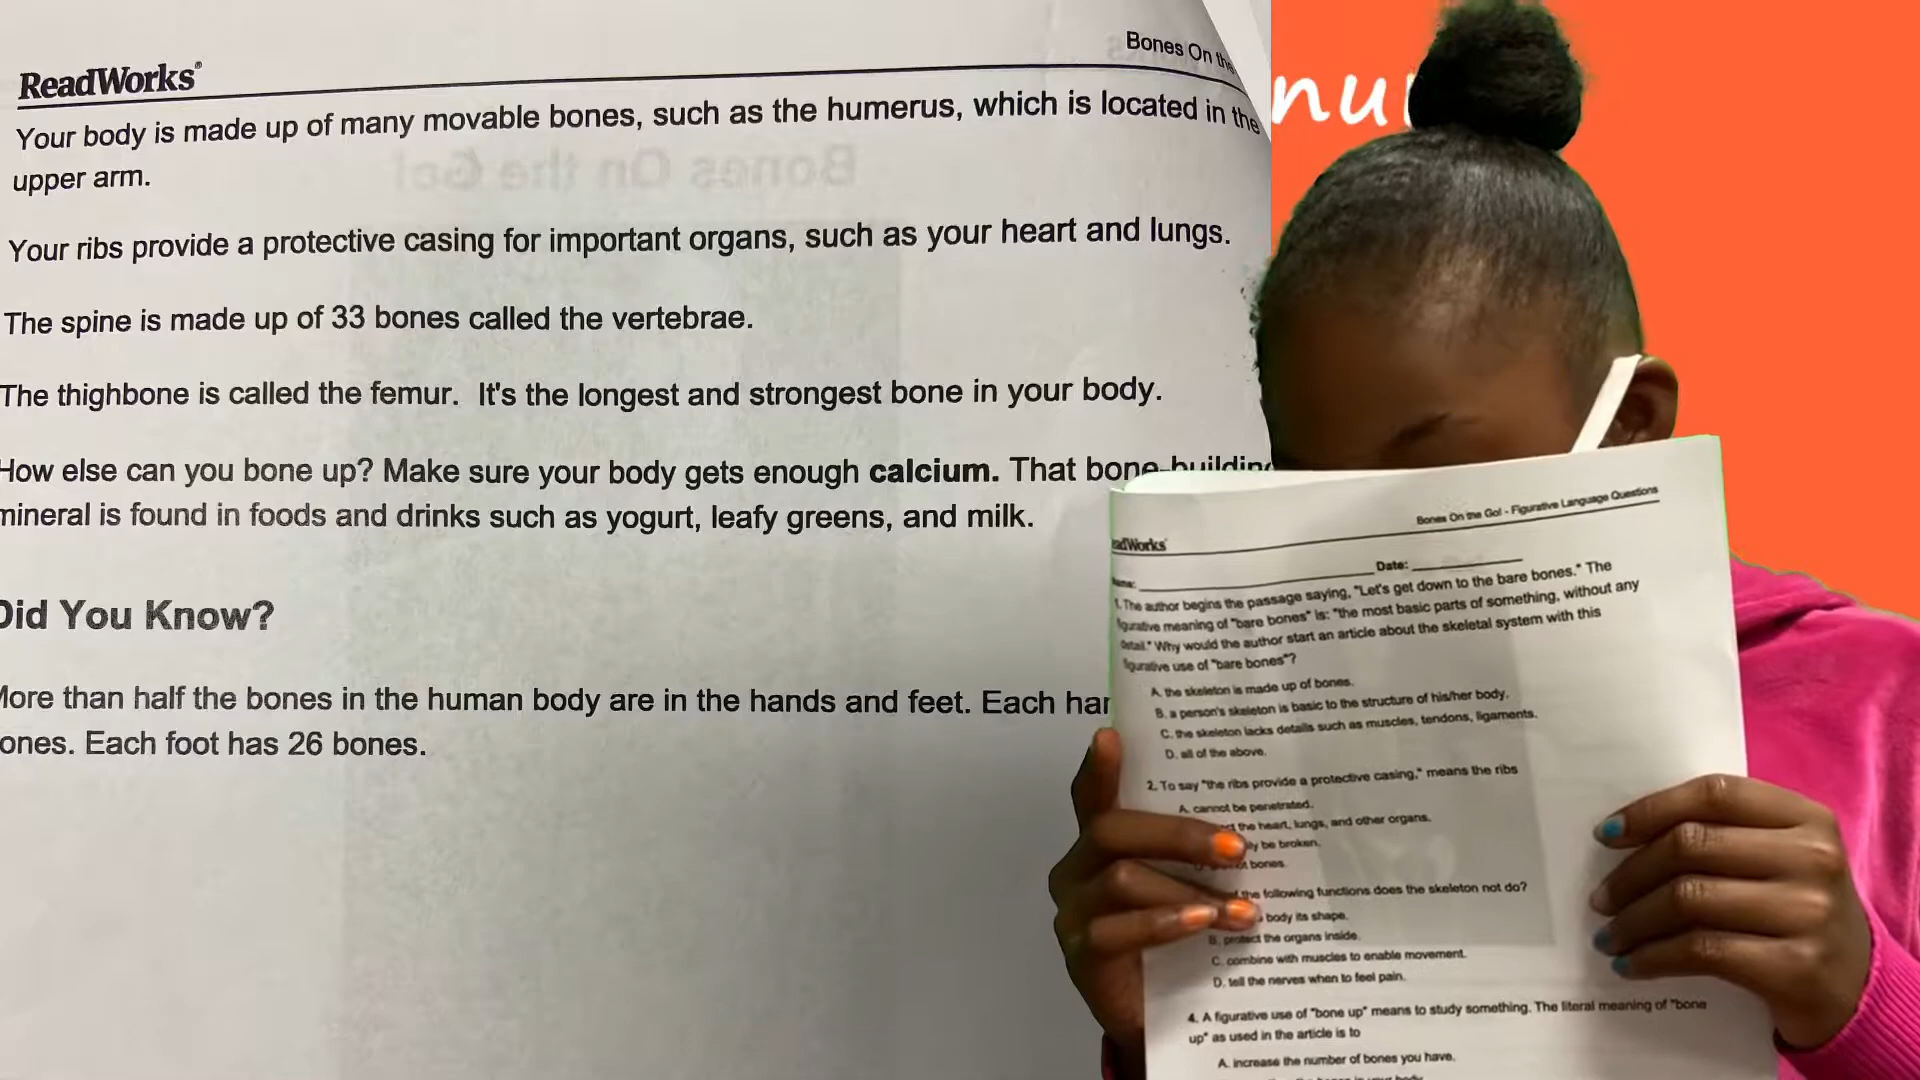 ReadWorks®
Bones On the
Your body is made up of many movable bones, such as the humerus, which is located in the
upper arm.
Your ribs provide a protective casing for important organs, such as your heart and lungs.
The spine is made up of 33 bones called the vertebrae.
The thighbone is called the femur. It's the longest and strongest bone in your body.
How else can you bone up? Make sure your body gets enough calcium. That bone-building
mineral is found in foods and drinks such as yogurt, leafy greens, and milk.
Did You Know?
More than half the bones in the human body are in the hands and feet. Each
ones. Each foot has 26 bones.
nu
Bones On the Go! - Figurative Language Questions
adWorks
Date:
1. The author begins the passage saying, "Let's get down to the bare bones." The
figurative meaning of "bare bones" is: "the most basic parts of something, without any
detail." Why would the author start an article about the skeletal system with this
figurative use of "bare bones"?
A. the skeleton is made up of bones.
B. a person's skeleton is basic to the structure of his/her body.
C. the skeleton lacks details such as muscles, tendons, ligaments.
D. all of the above.
2. To say "the ribs provide a protective casing," means the ribs
A. cannot be penetrated.
the heart, lungs, and other organs.
be broken.
bones
the following functions does the skeleton not do?
body its shape.
B. protect the organs inside.
C. combine with muscles to enable movement.
D. tell the nerves when to feel pain.
4. A figurative use of "bone up" means to study something. The literal meaning of "bone
up" as used in the article is to
A. increase the number of bones you have.